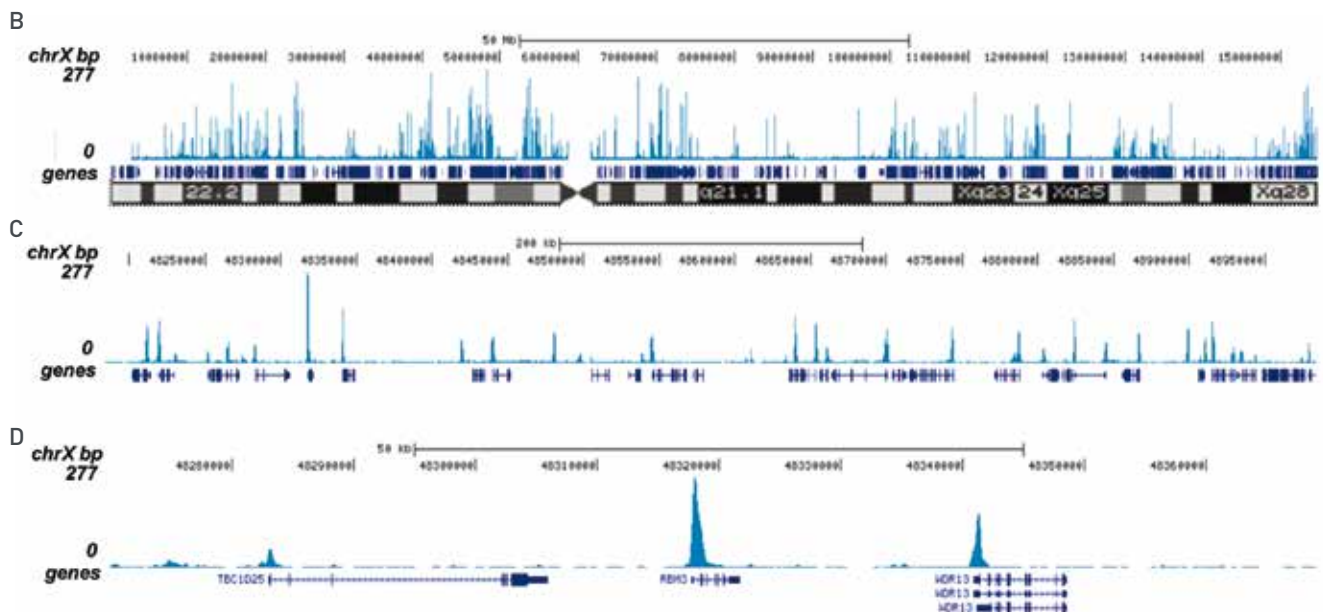 B
50 Mb
chrX bp 10000000| 20000000| 30000000| 40000000| 50000000| 60000000| 70000000| 80000000| 90000000| 100000000| 110000000| 120000000| 130000000| 140000000| 150000000|
277
0
genes
22.2 q21.1 Xq23 24 Xq25 Xq28
C
200 kb
chrX bp | 48250000| 48300000| 48350000| 48400000| 48450000| 48500000| 48550000| 48600000| 48650000| 48700000| 48750000| 48800000| 48850000| 48900000| 48950000|
277
0
genes
D
50 kb
chrX bp 48280000| 48290000| 48300000| 48310000| 48320000| 48330000| 48340000| 48350000| 48360000|
277
0
genes
TBC1D25 RBM3 WDR13
WDR13
WDR13